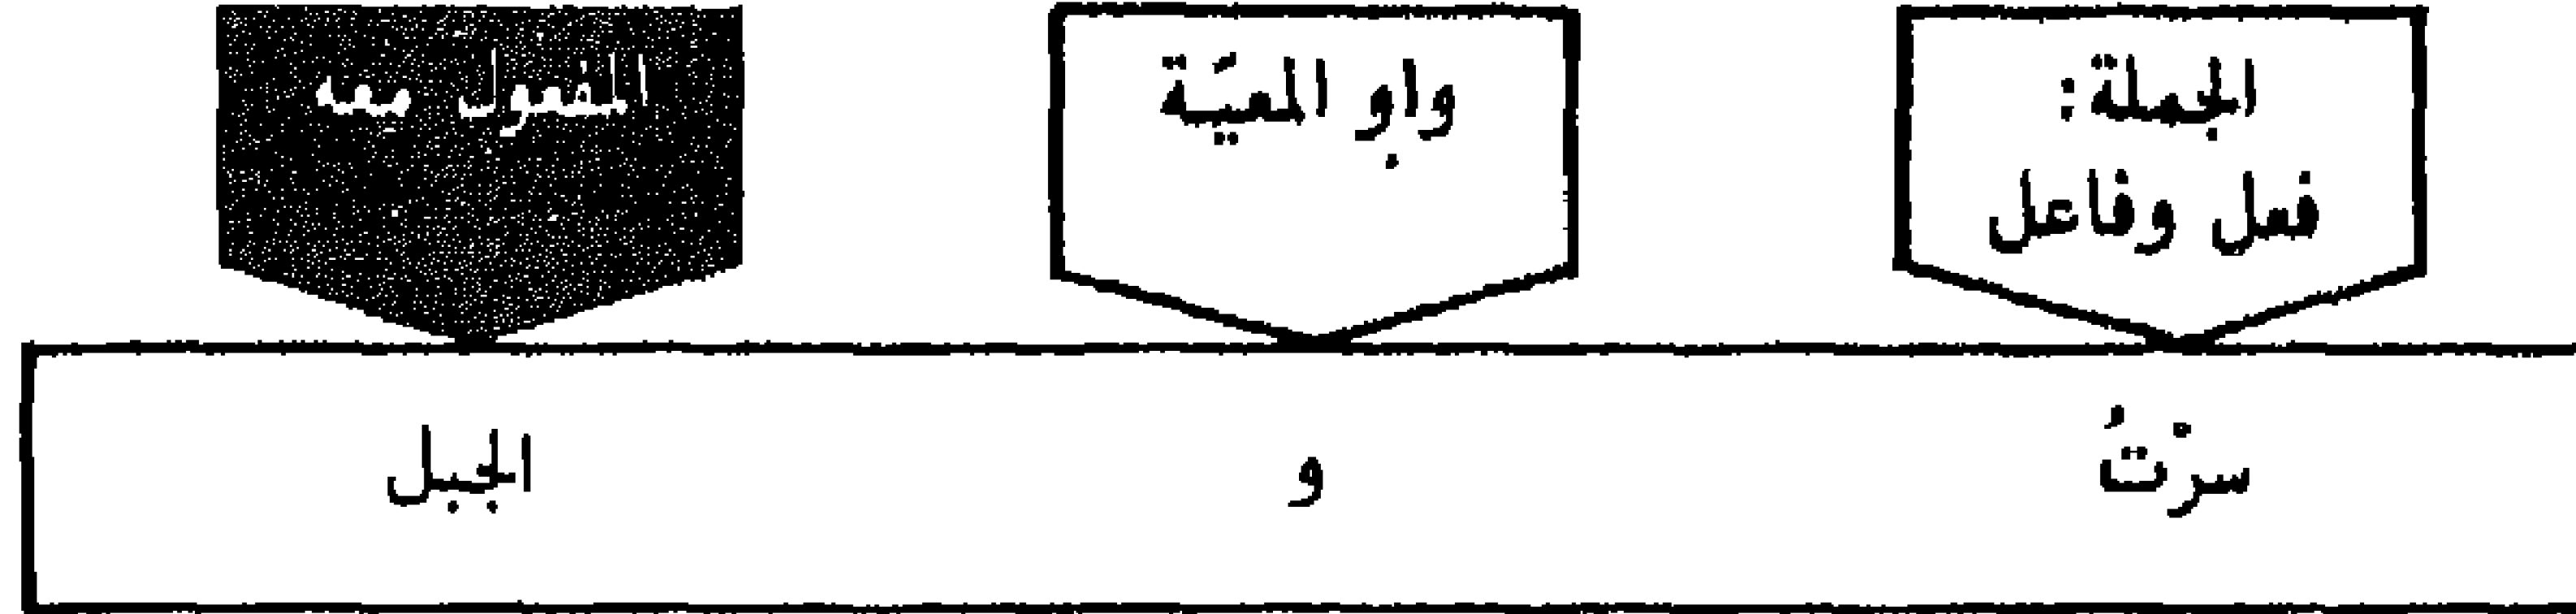 الجملة:
فعل وفاعل
واو المعيّة
المفعول معه
سرْتُ
و
الجبل